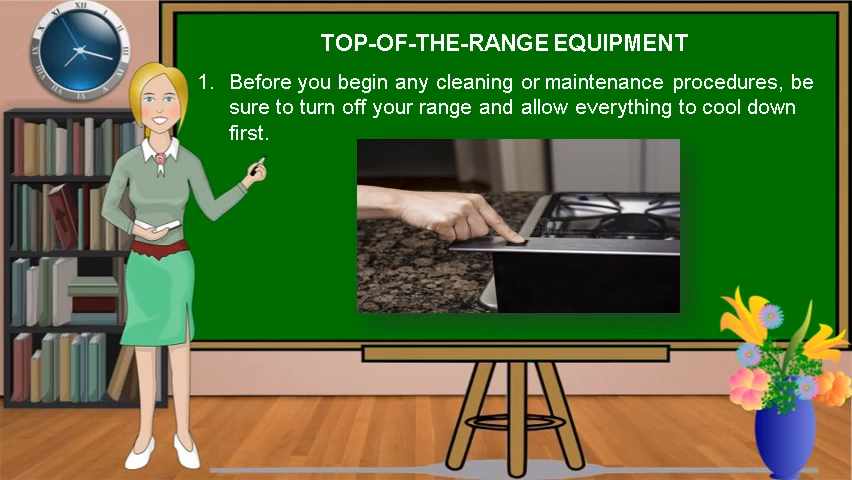 TOP-OF-THE-RANGE EQUIPMENT
1. Before you begin any cleaning or maintenance procedures, be
sure to turn off your range and allow everything to cool down
first.